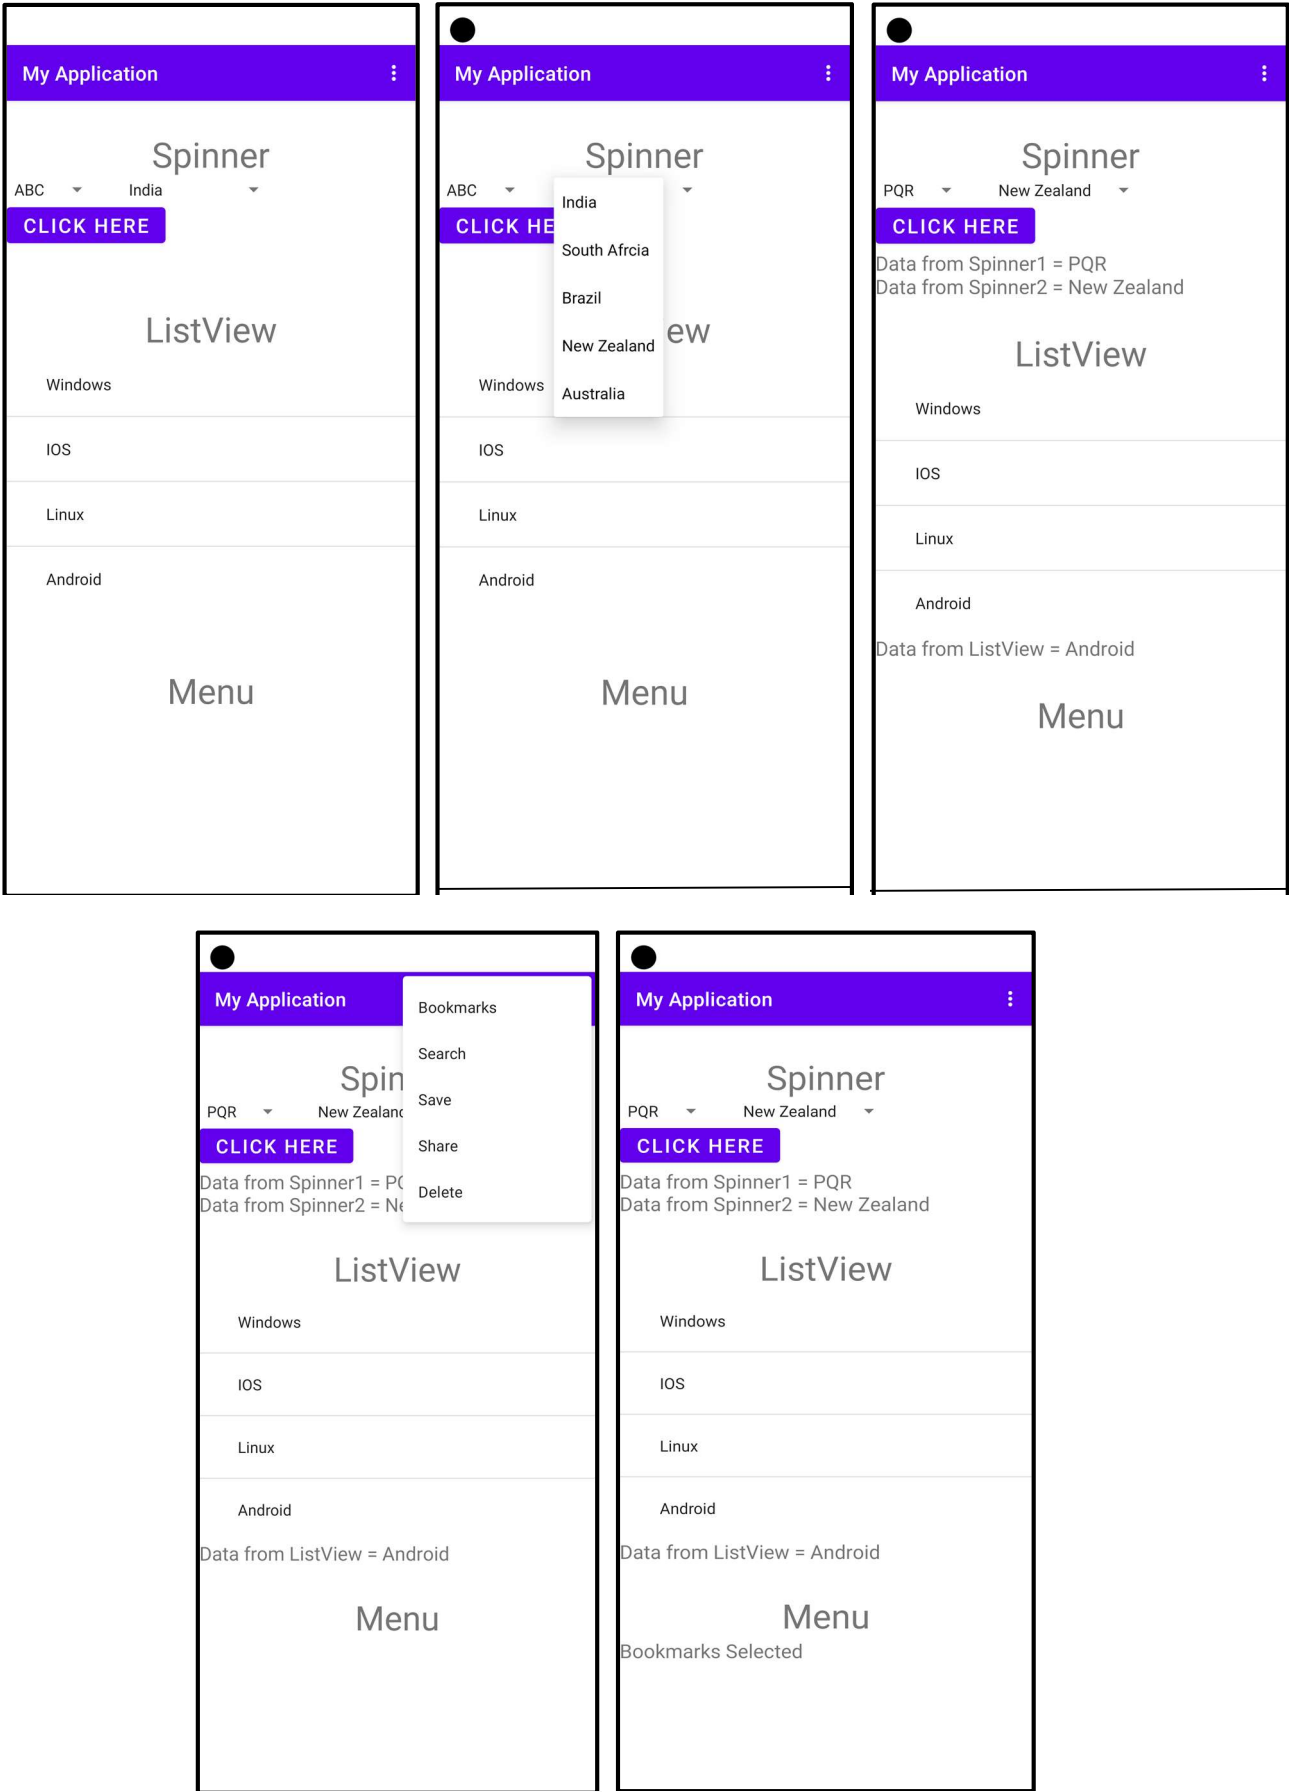 My Application
Spinner
ABC India
CLICK HERE
ListView
Windows
IOS
Linux
Android
Menu
My Application
Spinner
ABC
CLICK HE
India
South Afrcia
Brazil
New Zealand
Australia
ew
Windows
IOS
Linux
Android
Menu
My Application
Spinner
PQR New Zealand
CLICK HERE
Data from Spinner1 = PQR
Data from Spinner2 = New Zealand
ListView
Windows
IOS
Linux
Android
Data from ListView = Android
Menu
My Application
Bookmarks
Search
Save
Share
Delete
Spin
PQR New Zealand
CLICK HERE
Data from Spinner1 = PQ
Data from Spinner2 = Ne
ListView
Windows
IOS
Linux
Android
Data from ListView = Android
Menu
My Application
Spinner
PQR New Zealand
CLICK HERE
Data from Spinner1 = PQR
Data from Spinner2 = New Zealand
ListView
Windows
IOS
Linux
Android
Data from ListView = Android
Menu
Bookmarks Selected